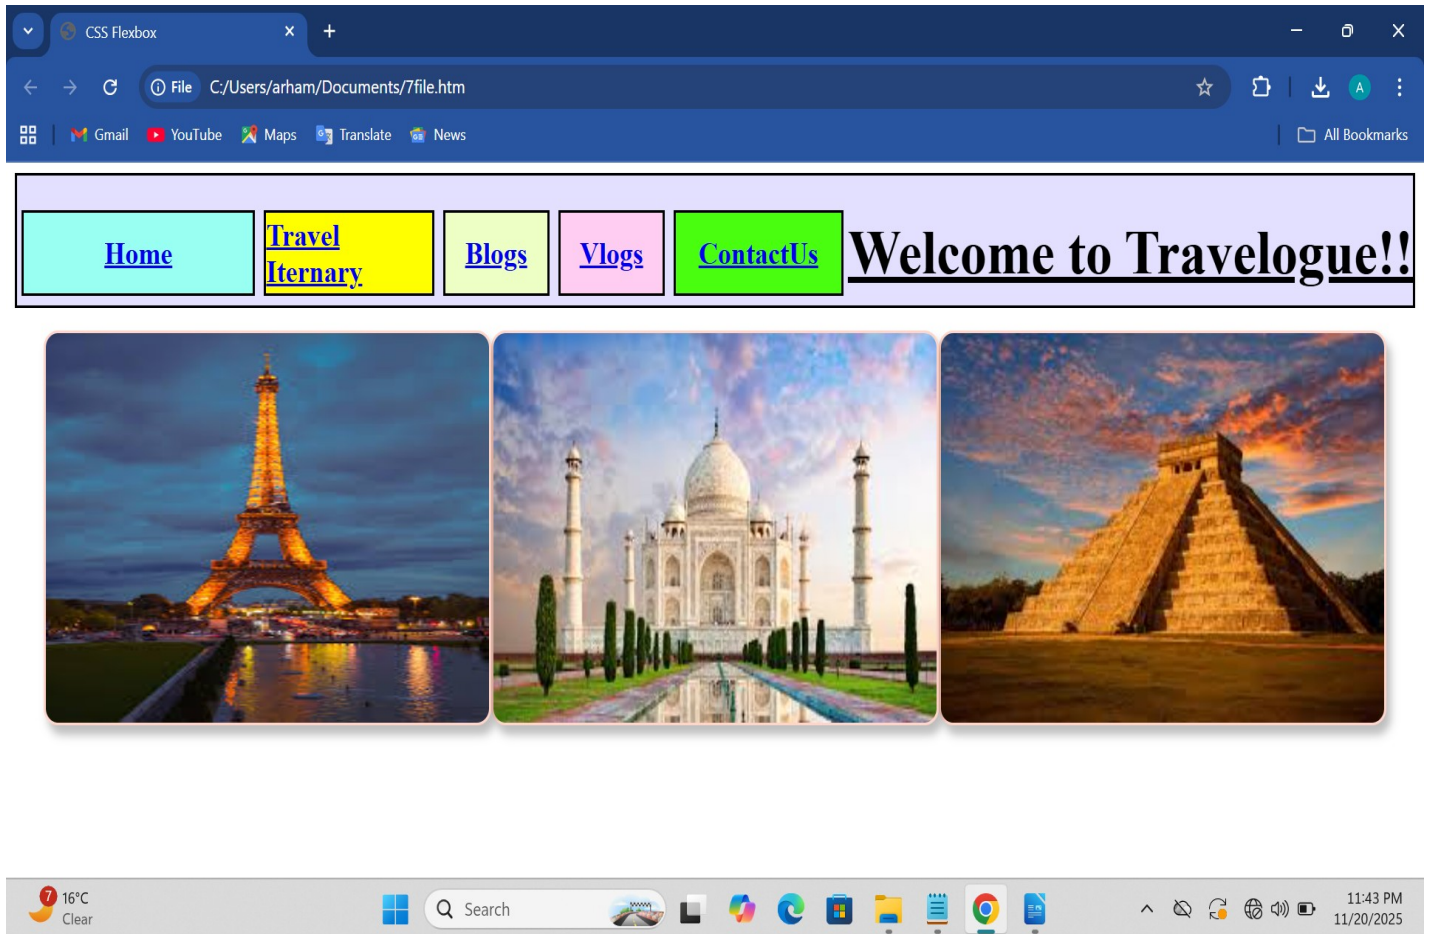 CSS Flexbox
File C:/Users/arham/Documents/7file.htm
A
Gmail YouTube Maps Translate News All Bookmarks
Home Travel Iternary Blogs Vlogs ContactUs Welcome to Travelogue!!
7 16°C
Clear
Search
11:43 PM
11/20/2025